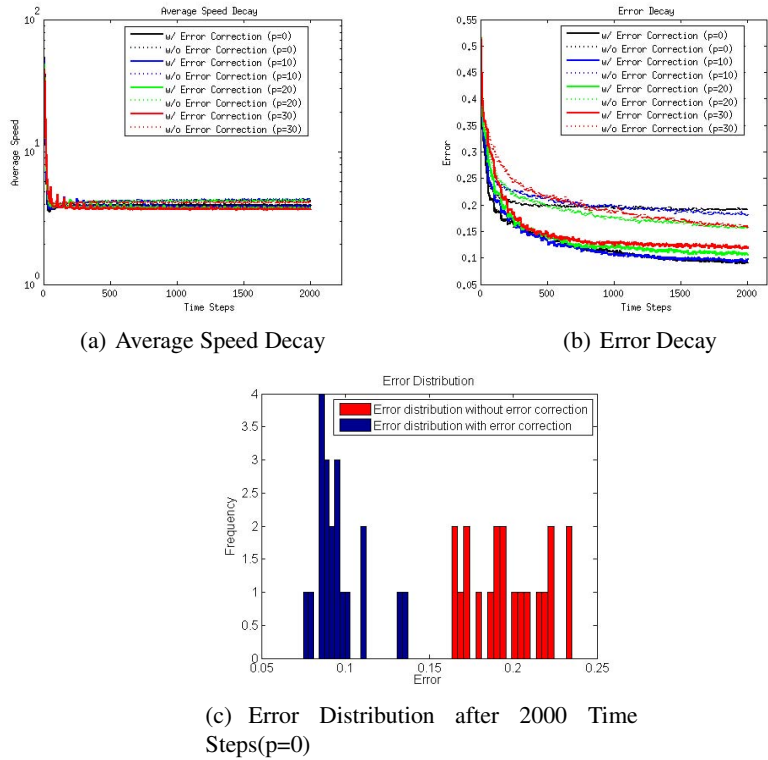 Average Speed Decay
10^2
10^1
10^0
Average Speed
w/ Error Correction (p=0)
w/o Error Correction (p=0)
w/ Error Correction (p=10)
w/o Error Correction (p=10)
w/ Error Correction (p=20)
w/o Error Correction (p=20)
w/ Error Correction (p=30)
w/o Error Correction (p=30)
0 500 1000 1500 2000
Time Steps
(a) Average Speed Decay
Error Decay
0.55
0.5
0.45
0.4
0.35
0.3
0.25
0.2
0.15
0.1
0.05
Error
w/ Error Correction (p=0)
w/o Error Correction (p=0)
w/ Error Correction (p=10)
w/o Error Correction (p=10)
w/ Error Correction (p=20)
w/o Error Correction (p=20)
w/ Error Correction (p=30)
w/o Error Correction (p=30)
0 500 1000 1500 2000
Time Steps
(b) Error Decay
Error Distribution
4
3.5
3
2.5
2
1.5
1
0.5
0
Frequency
Error distribution without error correction
Error distribution with error correction
0.05 0.1 0.15 0.2 0.25
Error
(c) Error Distribution after 2000 Time
Steps(p=0)